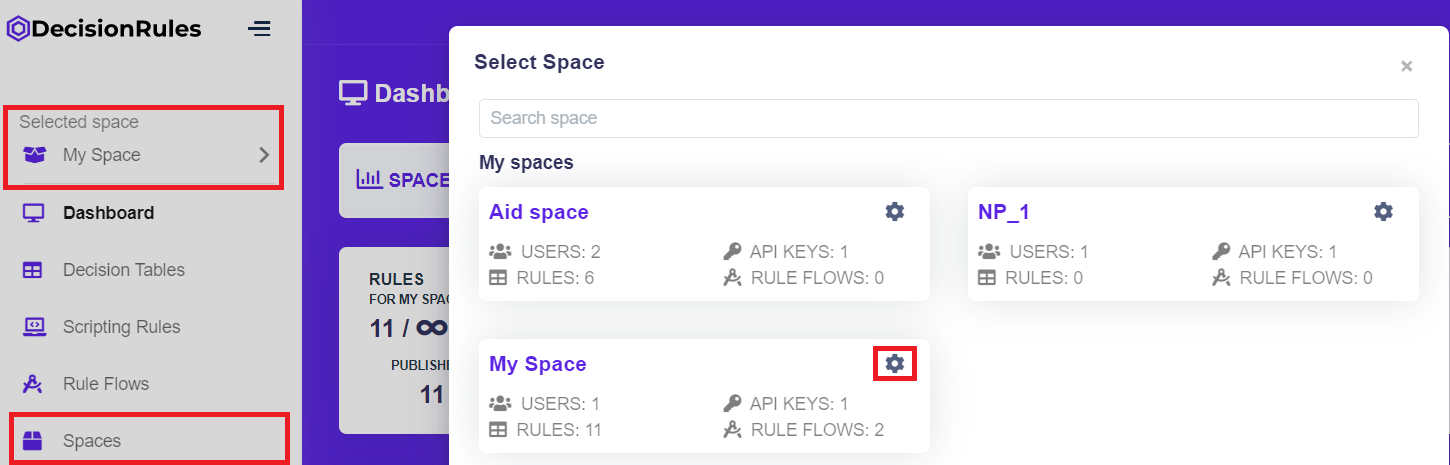 DecisionRules
Selected space
My Space
Dashboard
Decision Tables
Scripting Rules
Rule Flows
Spaces
Dashb
SPACE
RULES
FOR MY SPAC
11 / ∞
PUBLISHE
11
Select Space
Search space
My spaces
Aid space
USERS: 2
API KEYS: 1
RULES: 6
RULE FLOWS: 0
NP_1
USERS: 1
API KEYS: 1
RULES: 0
RULE FLOWS: 0
My Space
USERS: 1
API KEYS: 1
RULES: 11
RULE FLOWS: 2